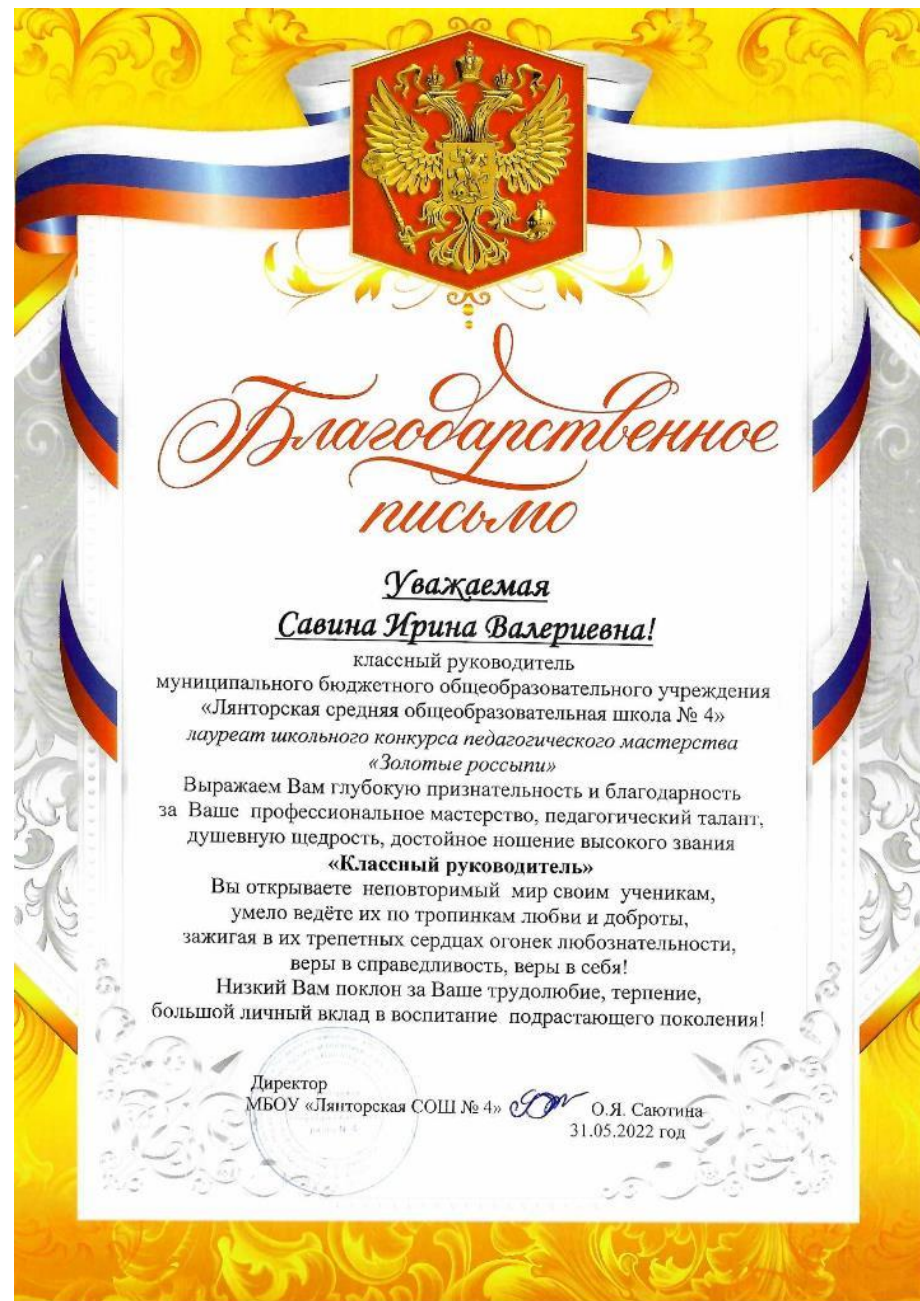 Благодарственное
письмо
Уважаемая
Савина Ирина Валериевна!
классный руководитель
муниципального бюджетного общеобразовательного учреждения
«Лянторская средняя общеобразовательная школа № 4»
лауреат школьного конкурса педагогического мастерства
«Золотые россыпи»
Выражаем Вам глубокую признательность и благодарность
за Ваше профессиональное мастерство, педагогический талант,
душевную щедрость, достойное ношение высокого звания
«Классный руководитель»
Вы открываете неповторимый мир своим ученикам,
умело ведёте их по тропинкам любви и доброты,
зажигая в их трепетных сердцах огонек любознательности,
веры в справедливость, веры в себя!
Низкий Вам поклон за Ваше трудолюбие, терпение,
большой личный вклад в воспитание подрастающего поколения!
Директор
МБОУ «Лянторская СОШ № 4» О.Я. Саютина
31.05.2022 год